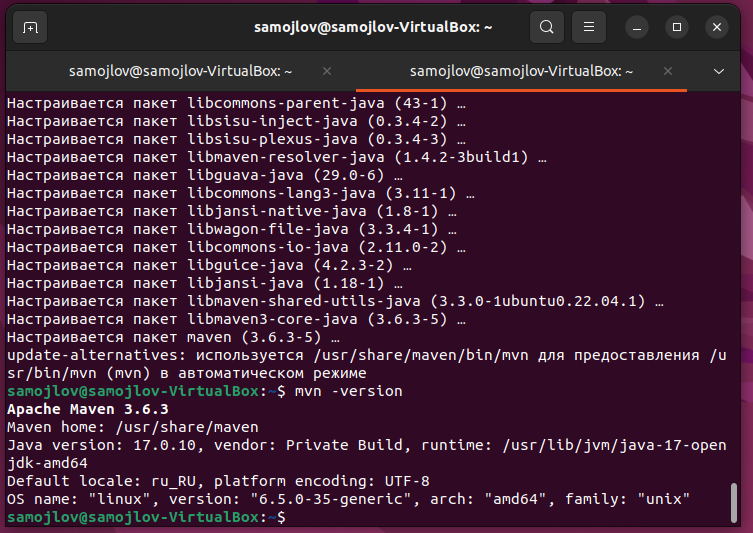 samojlov@samojlov-VirtualBox: ~
samojlov@samojlov-VirtualBox: ~
samojlov@samojlov-VirtualBox: ~
Настраивается пакет libcommons-parent-java (43-1) …
Настраивается пакет libsisu-inject-java (0.3.4-2) …
Настраивается пакет libsisu-plexus-java (0.3.4-3) …
Настраивается пакет libmaven-resolver-java (1.4.2-3build1) …
Настраивается пакет libguava-java (29.0-6) …
Настраивается пакет libcommons-lang3-java (3.11-1) …
Настраивается пакет libjansi-native-java (1.8-1) …
Настраивается пакет libwagon-file-java (3.3.4-1) …
Настраивается пакет libcommons-io-java (2.11.0-2) …
Настраивается пакет libguice-java (4.2.3-2) …
Настраивается пакет libjansi-java (1.18-1) …
Настраивается пакет libmaven-shared-utils-java (3.3.0-1ubuntu0.22.04.1) …
Настраивается пакет libmaven3-core-java (3.6.3-5) …
Настраивается пакет maven (3.6.3-5) …
update-alternatives: используется /usr/share/maven/bin/mvn для предоставления /u
sr/bin/mvn (mvn) в автоматическом режиме
samojlov@samojlov-VirtualBox:~$ mvn -version
Apache Maven 3.6.3
Maven home: /usr/share/maven
Java version: 17.0.10, vendor: Private Build, runtime: /usr/lib/jvm/java-17-open
jdk-amd64
Default locale: ru_RU, platform encoding: UTF-8
OS name: "linux", version: "6.5.0-35-generic", arch: "amd64", family: "unix"
samojlov@samojlov-VirtualBox:~$